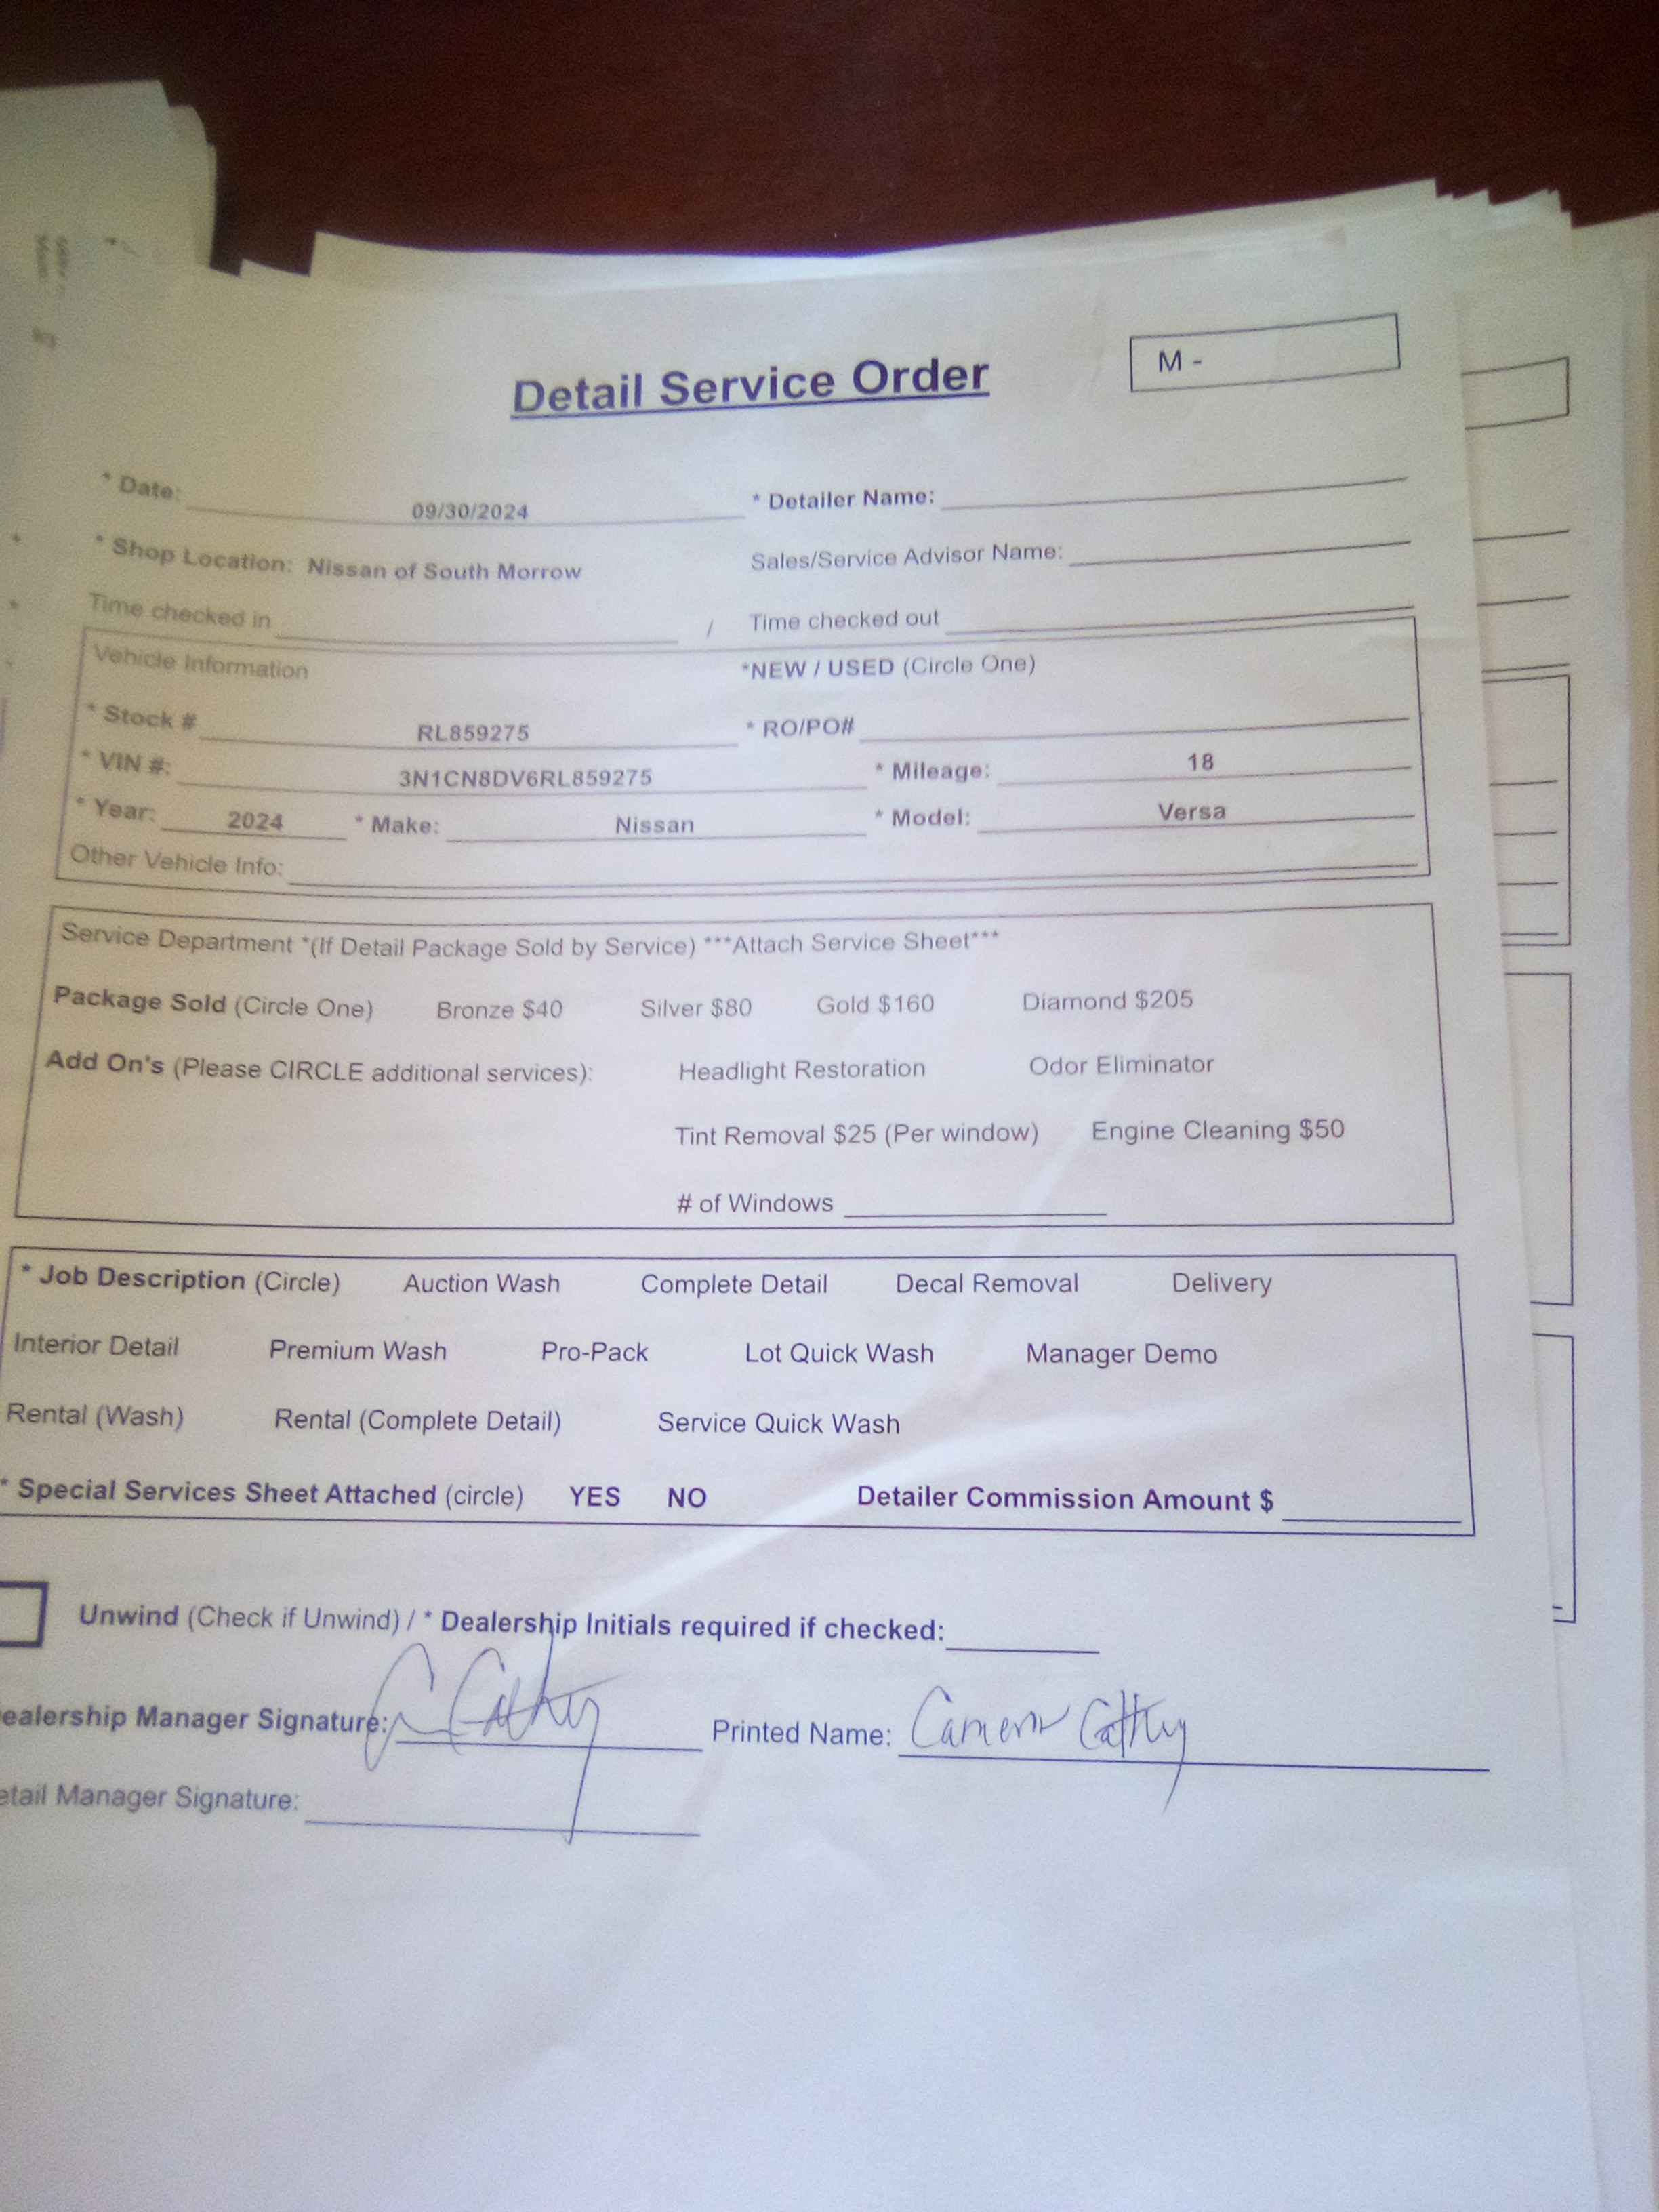 Detail Service Order
M -
* Date: 09/30/2024 * Detailer Name:
* Shop Location: Nissan of South Morrow Sales/Service Advisor Name:
Time checked in / Time checked out
Vehicle Information *NEW / USED (Circle One)
* Stock # RL859275 * RO/PO#
* VIN #: 3N1CN8DV6RL859275 * Mileage: 18
* Year: 2024 * Make: Nissan * Model: Versa
Other Vehicle Info:
Service Department *(If Detail Package Sold by Service) ***Attach Service Sheet***
Package Sold (Circle One) Bronze $40 Silver $80 Gold $160 Diamond $205
Add On's (Please CIRCLE additional services): Headlight Restoration Odor Eliminator
Tint Removal $25 (Per window) Engine Cleaning $50
# of Windows
* Job Description (Circle) Auction Wash Complete Detail Decal Removal Delivery
Interior Detail Premium Wash Pro-Pack Lot Quick Wash Manager Demo
Rental (Wash) Rental (Complete Detail) Service Quick Wash
* Special Services Sheet Attached (circle) YES NO Detailer Commission Amount $
Unwind (Check if Unwind) / * Dealership Initials required if checked:
ealership Manager Signature: C Cathey Printed Name: Cameron Cathey
etail Manager Signature: